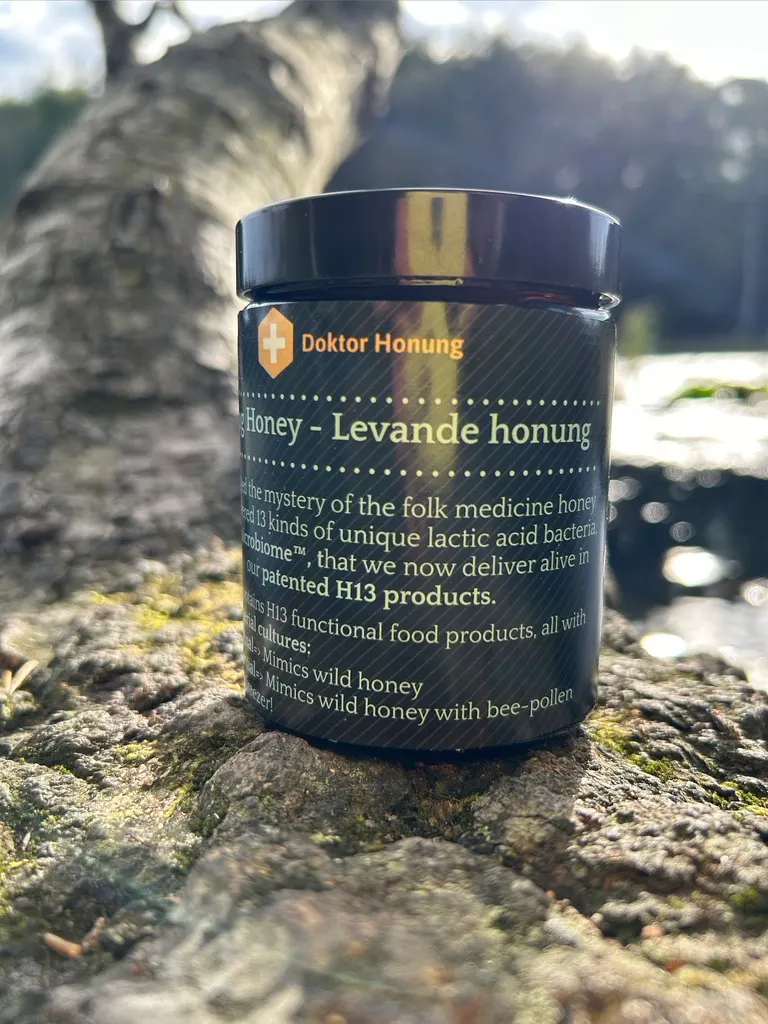 Doktor Honung
Honey - Levande honung
the mystery of the folk medicine honey
13 kinds of unique lactic acid bacteria,
that we now deliver alive in
our patented H13 products.
H13 functional food products, all with
cultures:
Mimics wild honey
Mimics wild honey with bee-pollen